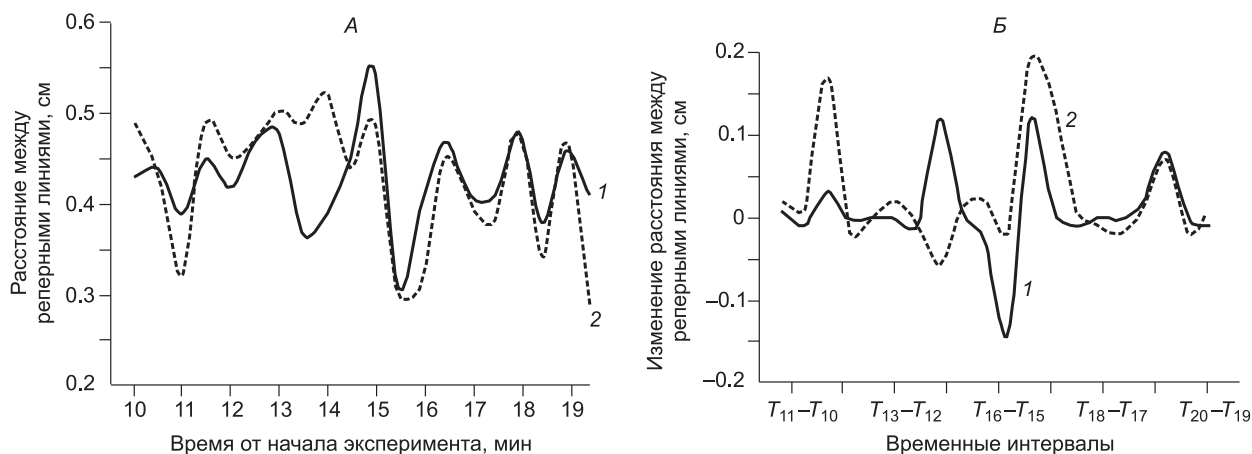 А
Расстояние между
реперными линиями, см
0.6
0.5
0.4
0.3
0.2
1
2
10 11 12 13 14 15 16 17 18 19
Время от начала эксперимента, мин
Б
Изменение расстояния между
реперными линиями, см
0.2
0.1
0
–0.1
–0.2
2
1
T11–T10 T13–T12 T16–T15 T18–T17 T20–T19
Временные интервалы